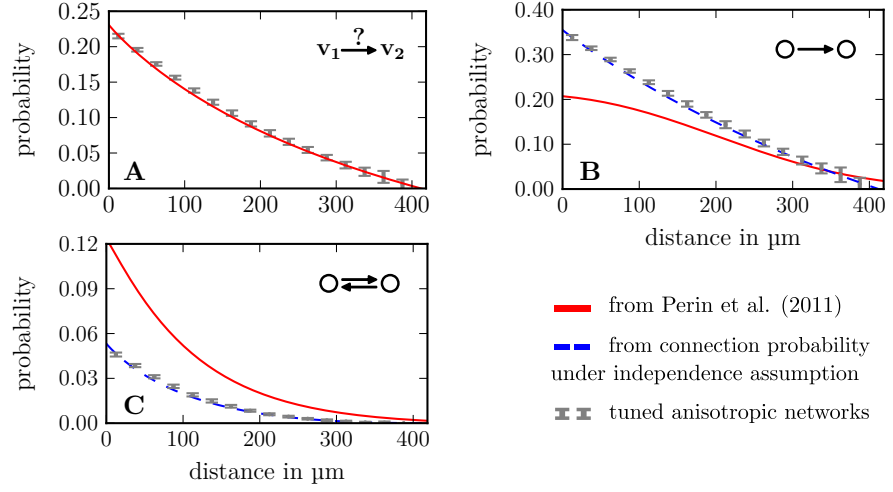 0.25
0.20
0.15
0.10
0.05
0.00
probability
?
v1 v2
A
0 100 200 300 400
0.40
0.30
0.20
0.10
0.00
probability
B
0 100 200 300 400
distance in µm
0.12
0.09
0.06
0.03
0.00
probability
C
0 100 200 300 400
distance in µm
from Perin et al. (2011)
from connection probability
under independence assumption
tuned anisotropic networks